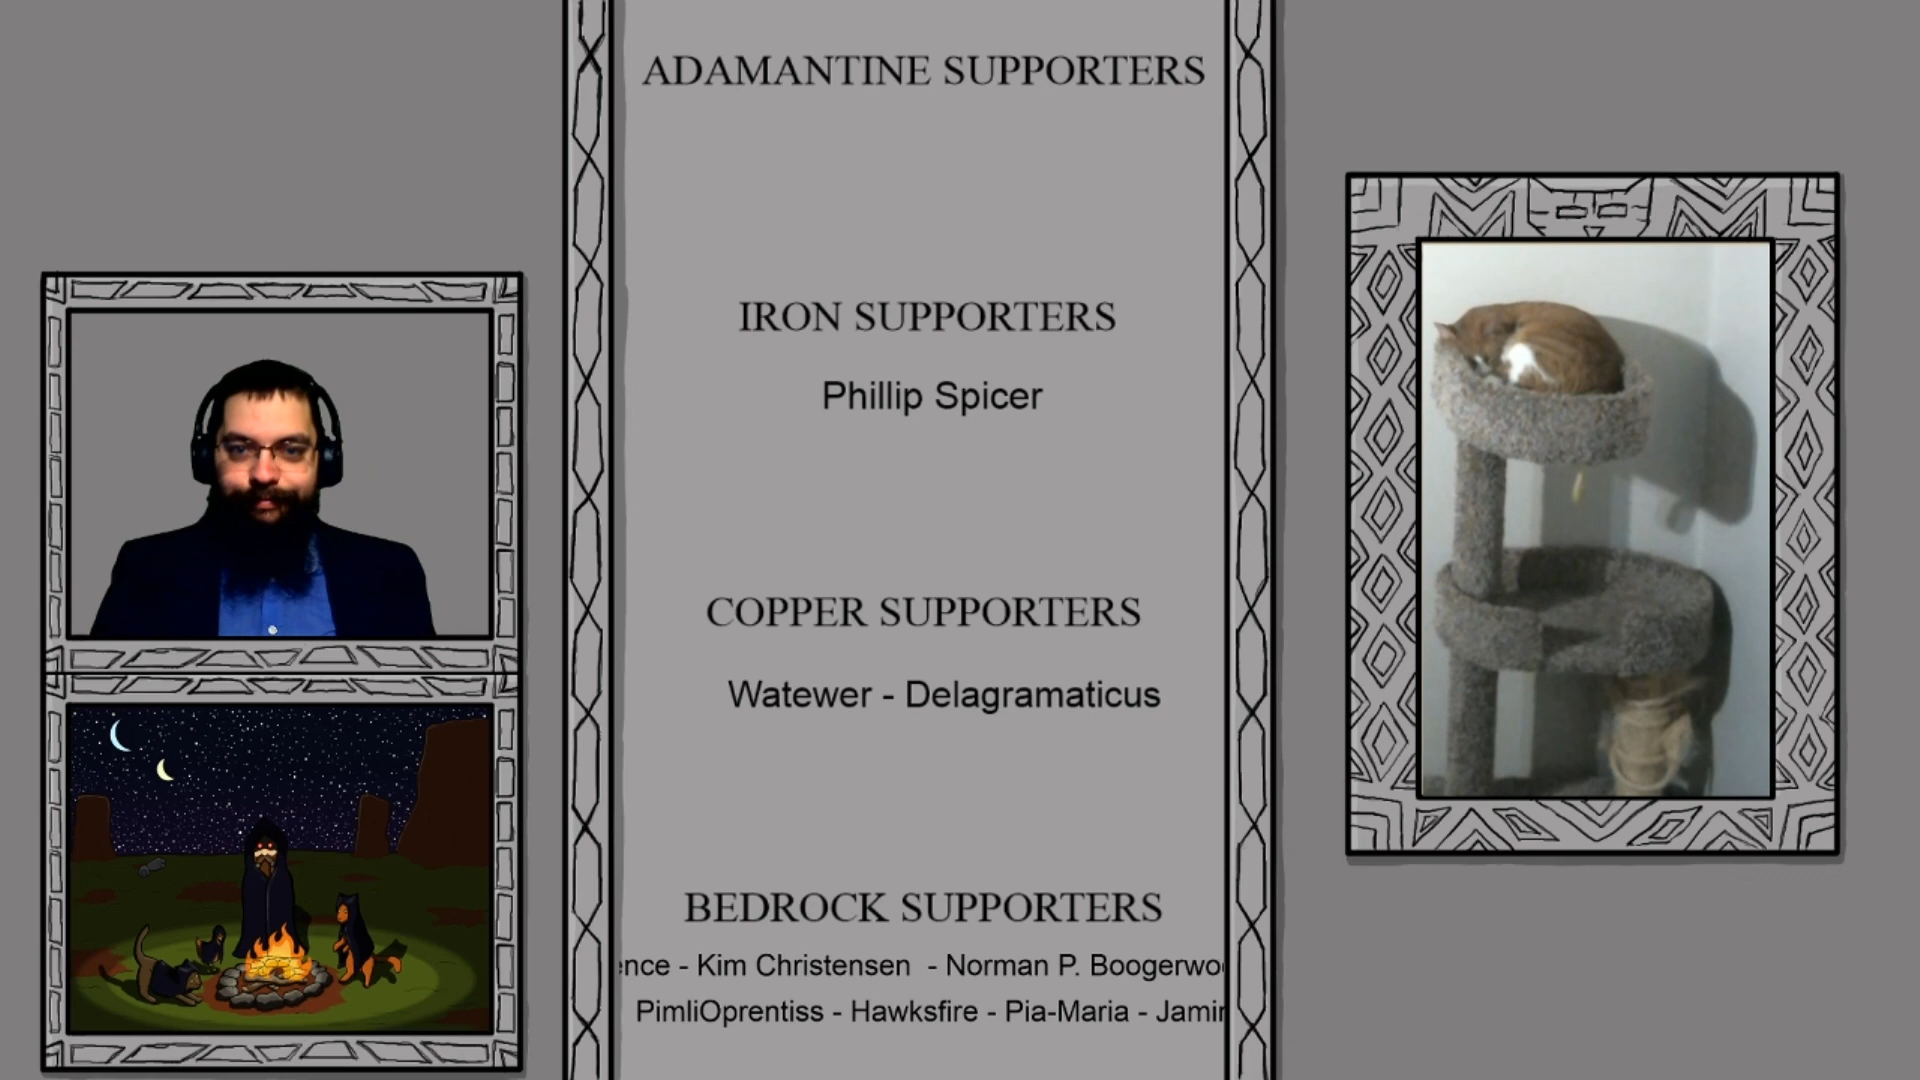 ADAMANTINE SUPPORTERS
IRON SUPPORTERS
Phillip Spicer
COPPER SUPPORTERS
Watewer - Delagramaticus
BEDROCK SUPPORTERS
- Kim Christensen - Norman P.
PimliOprentiss - Hawksfire - Pia-Maria -